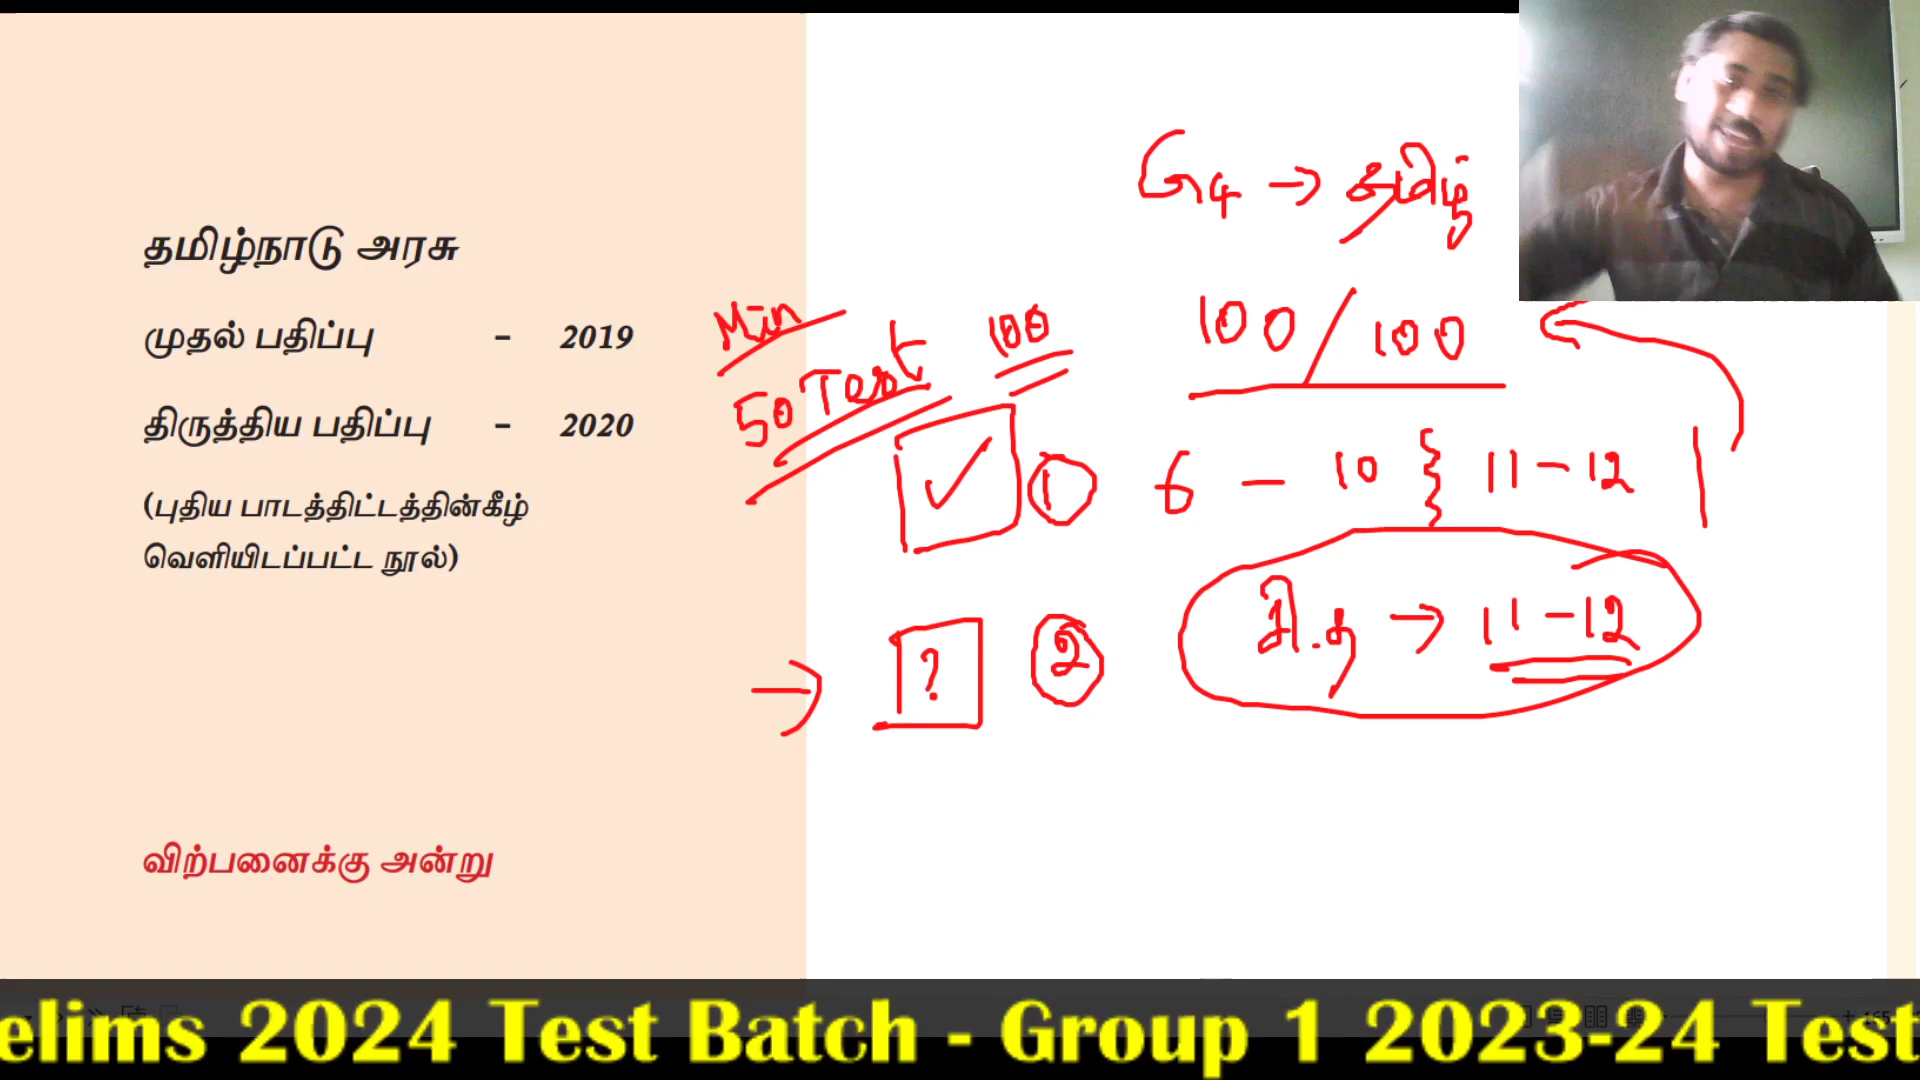 தமிழ்நாடு அரசு
முதல் பதிப்பு - 2019
திருத்திய பதிப்பு - 2020
(புதிய பாடத்திட்டத்தின்கீழ்
வெளியிடப்பட்ட நூல்)
விற்பனைக்கு அன்று
G4 → தமிழ்
Min
50 Test 100
100/100
✓ 1 6 - 10 } 11 - 12
→ ? 2 → 11 - 12
elims 2024 Test Batch - Group 1 2023-24 Test